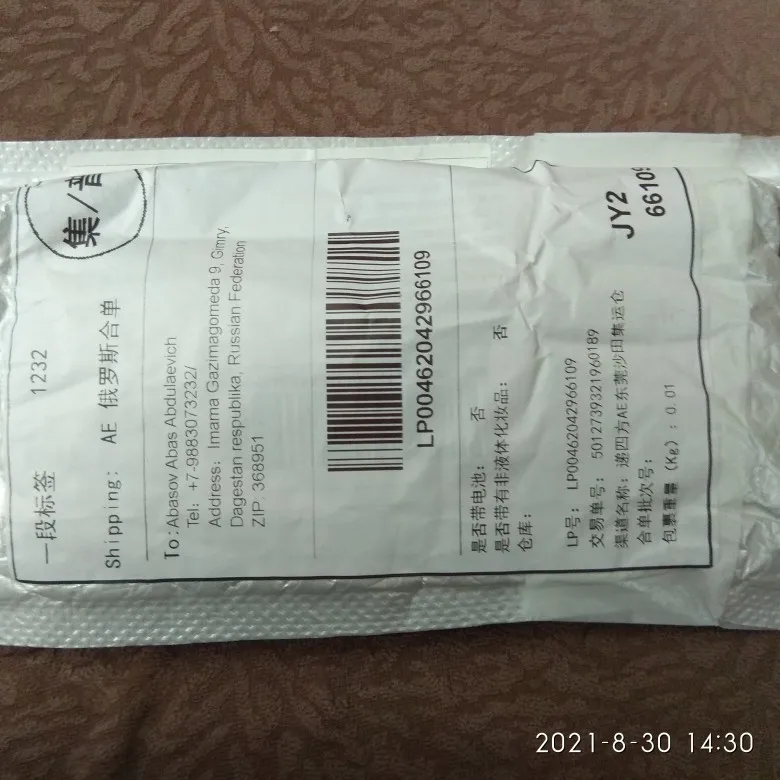 集/普
一段标签 1232
Shipping: AE 俄罗斯合单
To:Abasov Abas Abdulaevich
Tel: +7-9883073232/
Address: Imama Gazimagomeda 9, Gimry,
Dagestan respublika, Russian Federation
ZIP: 368951
LP00462042966109
是否带电池: 否
是否带有非液体化妆品: 否
仓库:
LP号: LP00462042966109
交易单号: 5012739321960189
渠道名称: 递四方AE东莞沙田集运仓
合单批次号:
包裹重量(Kg): 0.01
JY2
66109
2021-8-30 14:30